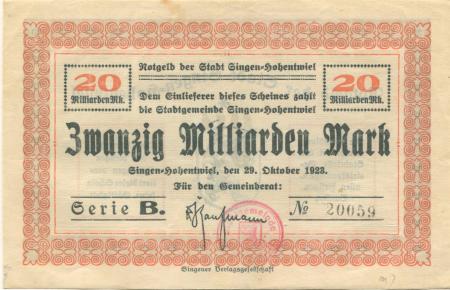 Notgeld der Stadt Singen-Hohentwiel
20
Milliarden Mk.
Dem Einlieferer dieses Scheines zahlt
die Stadtgemeinde Singen-Hohentwiel
20
Milliarden Mk.
Zwanzig Milliarden Mark
Singen-Hohentwiel, den 29. Oktober 1923.
Für den Gemeinderat:
Serie B.
Kaufmann
№ 20059
Singener Verlagsgesellschaft